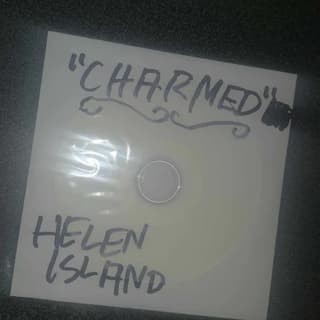 "CHARMED"
HELEN
ISLAND